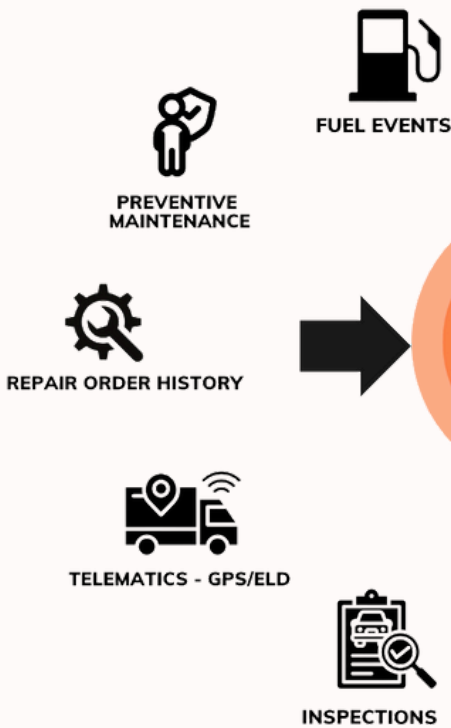 FUEL EVENTS
PREVENTIVE
MAINTENANCE
REPAIR ORDER HISTORY
TELEMATICS - GPS/ELD
INSPECTIONS